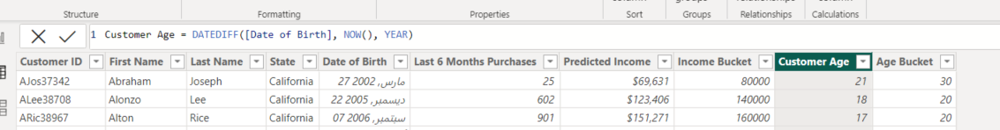 column groups relationships column
Structure Formatting Properties Sort Groups Relationships Calculations
1 Customer Age = DATEDIFF([Date of Birth], NOW(), YEAR)
Customer ID First Name Last Name State Date of Birth Last 6 Months Purchases Predicted Income Income Bucket Customer Age Age Bucket
AJos37342 Abraham Joseph California 27 مارس, 2002 25 $69,631 80000 21 30
ALee38708 Alonzo Lee California 22 ديسمبر, 2005 602 $123,406 140000 18 20
ARic38967 Alton Rice California 07 سبتمبر, 2006 901 $151,271 160000 17 20